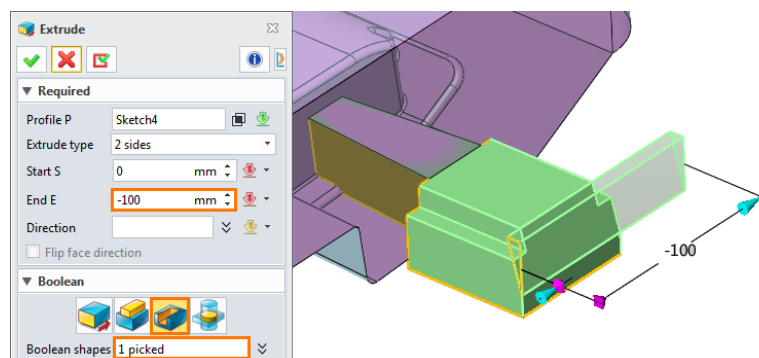 Extrude
Required
Profile P Sketch4
Extrude type 2 sides
Start S 0 mm
End E -100 mm
Direction
Flip face direction
Boolean
Boolean shapes 1 picked
-100